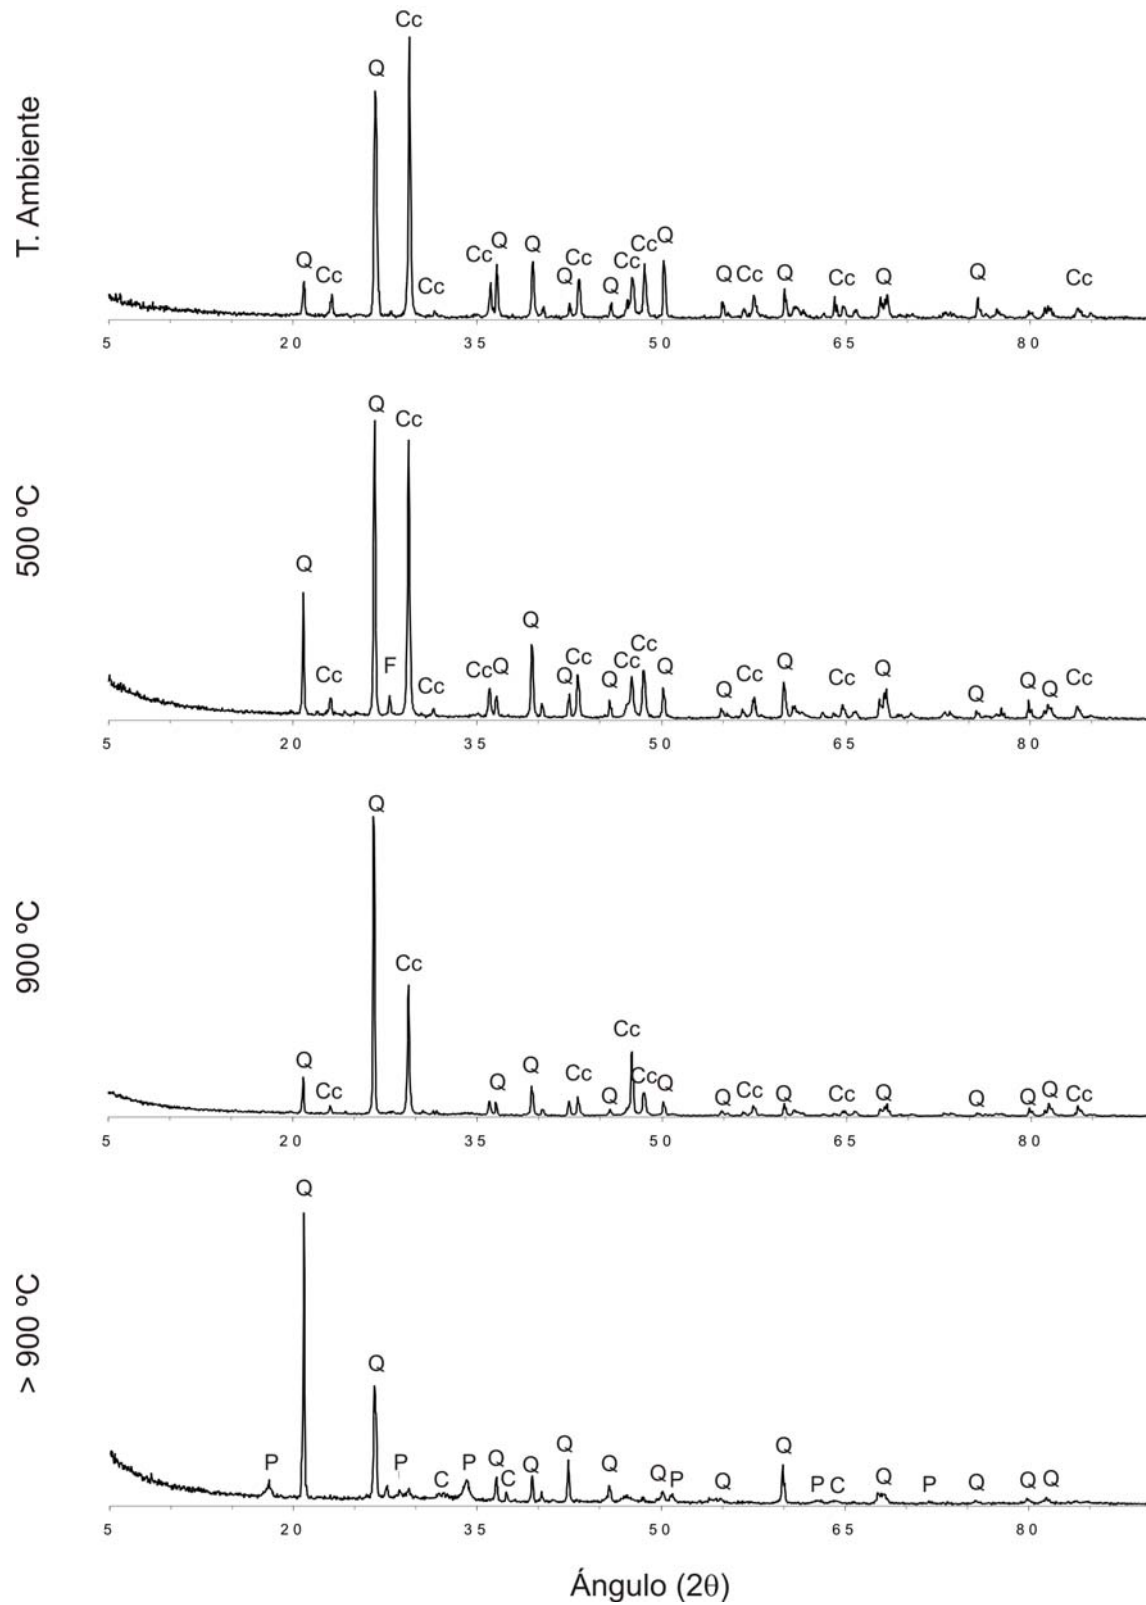 T. Ambiente
Cc
Q
Q Cc Cc Cc Q Q Q Cc Q Cc Cc Q Q Cc Q Cc Q Q Cc
5 20 35 50 65 80
500 ºC
Q Cc
Q
Cc F Cc Cc Q Q Q Cc Q Cc Cc Q Q Cc Q Cc Q Q Q Q Cc
5 20 35 50 65 80
900 ºC
Q
Cc
Q Cc Q Q Cc Q Cc Cc Q Q Cc Q Cc Q Q Q Q Cc
5 20 35 50 65 80
> 900 ºC
Q
Q
P P C P Q C Q Q Q Q P Q Q P C Q P Q Q Q
5 20 35 50 65 80
Ángulo (2θ)